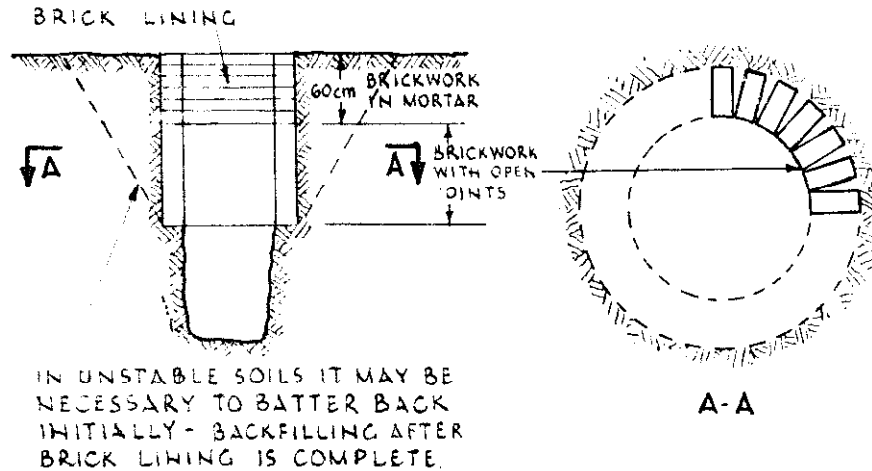 BRICK LINING
60cm
BRICKWORK
YN MORTAR
A
A
BRICKWORK
WITH OPEN
JOINTS
IN UNSTABLE SOILS IT MAY BE
NECESSARY TO BATTER BACK
INITIALLY - BACKFILLING AFTER
BRICK LINING IS COMPLETE.
A-A